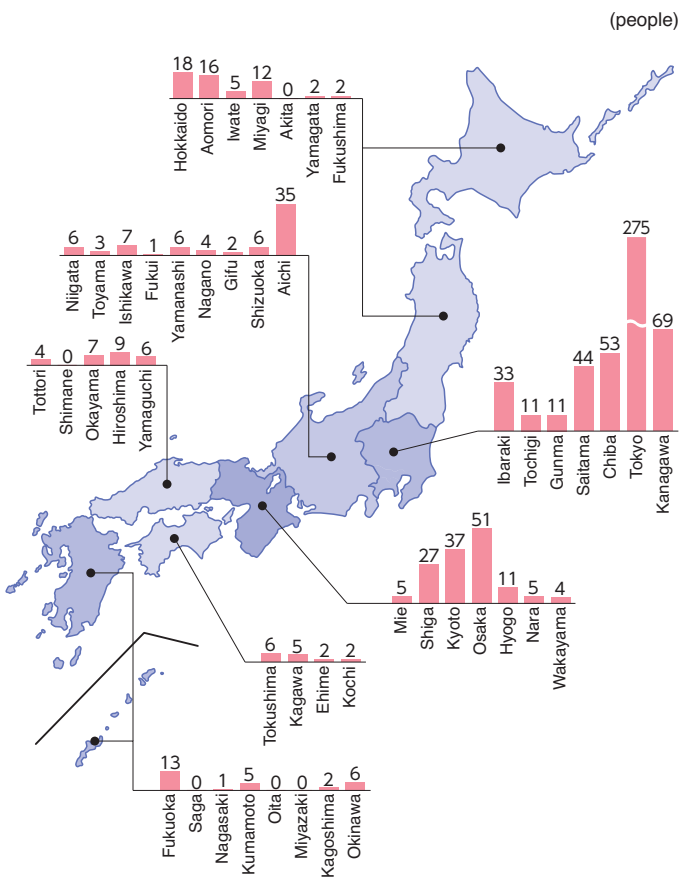 (people)
18 16 5 12 0 2 2
Hokkaido Aomori Iwate Miyagi Akita Yamagata Fukushima
6 3 7 1 6 4 2 6 35
Niigata Toyama Ishikawa Fukui Yamanashi Nagano Gifu Shizuoka Aichi
4 0 7 9 6
Tottori Shimane Okayama Hiroshima Yamaguchi
33 11 11 44 53 275 69
Ibaraki Tochigi Gunma Saitama Chiba Tokyo Kanagawa
5 27 37 51 11 5 4
Mie Shiga Kyoto Osaka Hyogo Nara Wakayama
6 5 2 2
Tokushima Kagawa Ehime Kochi
13 0 1 5 0 0 2 6
Fukuoka Saga Nagasaki Kumamoto Oita Miyazaki Kagoshima Okinawa